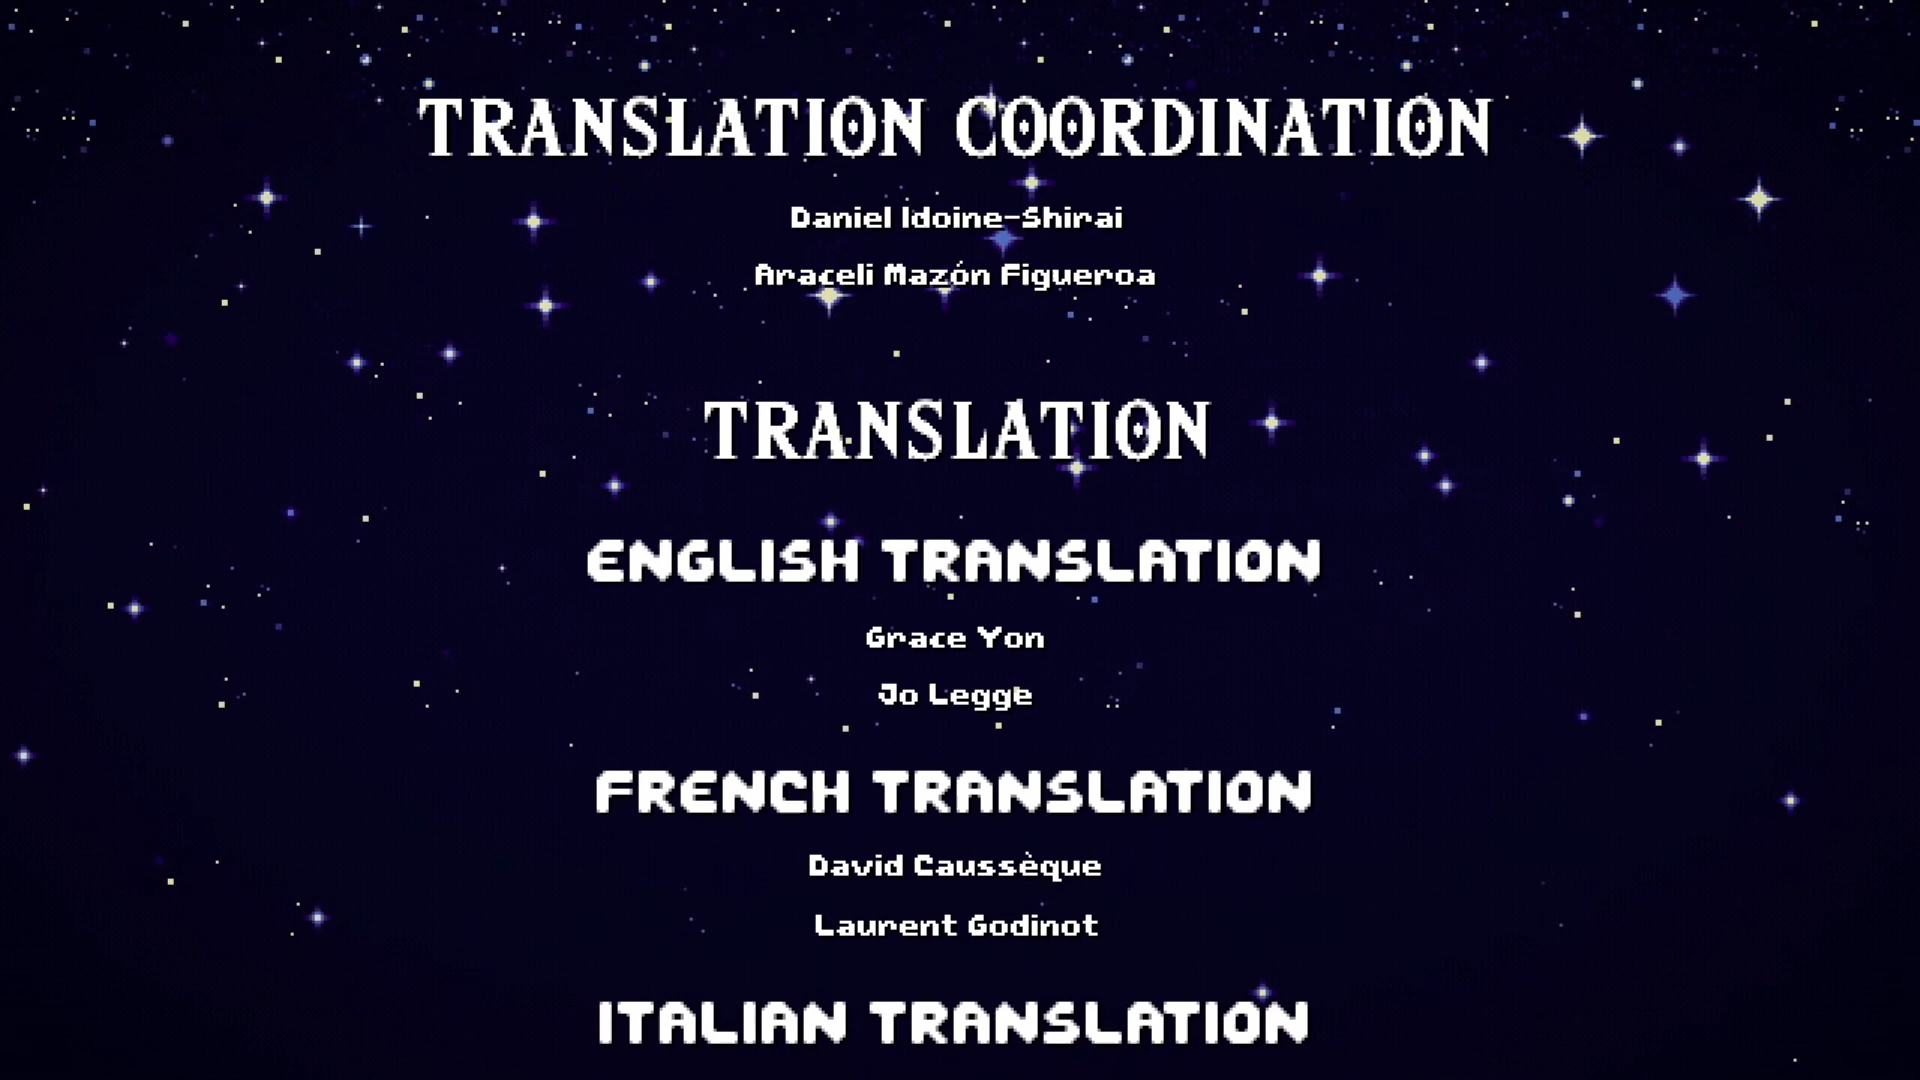 TRANSLATION COORDINATION
Daniel Idoine-Shirai
Araceli Mazón Figueroa
TRANSLATION
ENGLISH TRANSLATION
Grace Yon
Jo Legge
FRENCH TRANSLATION
David Caussèque
Laurent Godinot
ITALIAN TRANSLATION